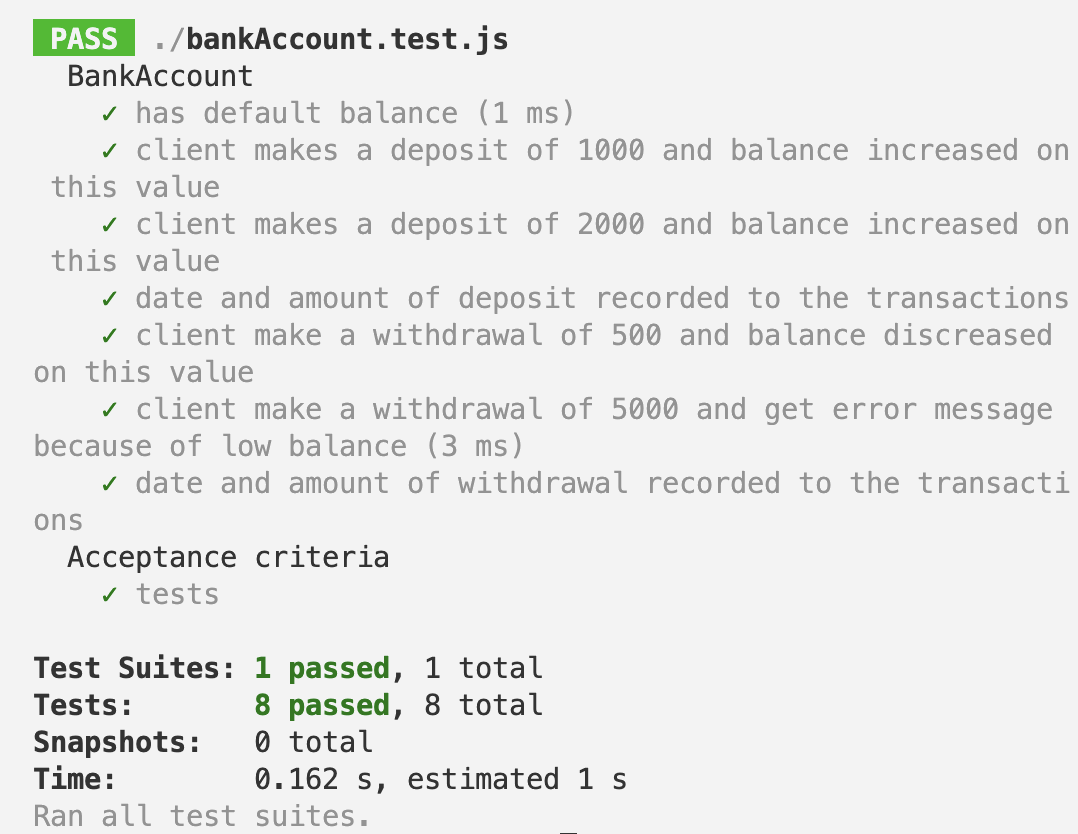 PASS ./bankAccount.test.js
BankAccount
✓ has default balance (1 ms)
✓ client makes a deposit of 1000 and balance increased on
this value
✓ client makes a deposit of 2000 and balance increased on
this value
✓ date and amount of deposit recorded to the transactions
✓ client make a withdrawal of 500 and balance discreased
on this value
✓ client make a withdrawal of 5000 and get error message
because of low balance (3 ms)
✓ date and amount of withdrawal recorded to the transacti
ons
Acceptance criteria
✓ tests
Test Suites: 1 passed, 1 total
Tests: 8 passed, 8 total
Snapshots: 0 total
Time: 0.162 s, estimated 1 s
Ran all test suites.